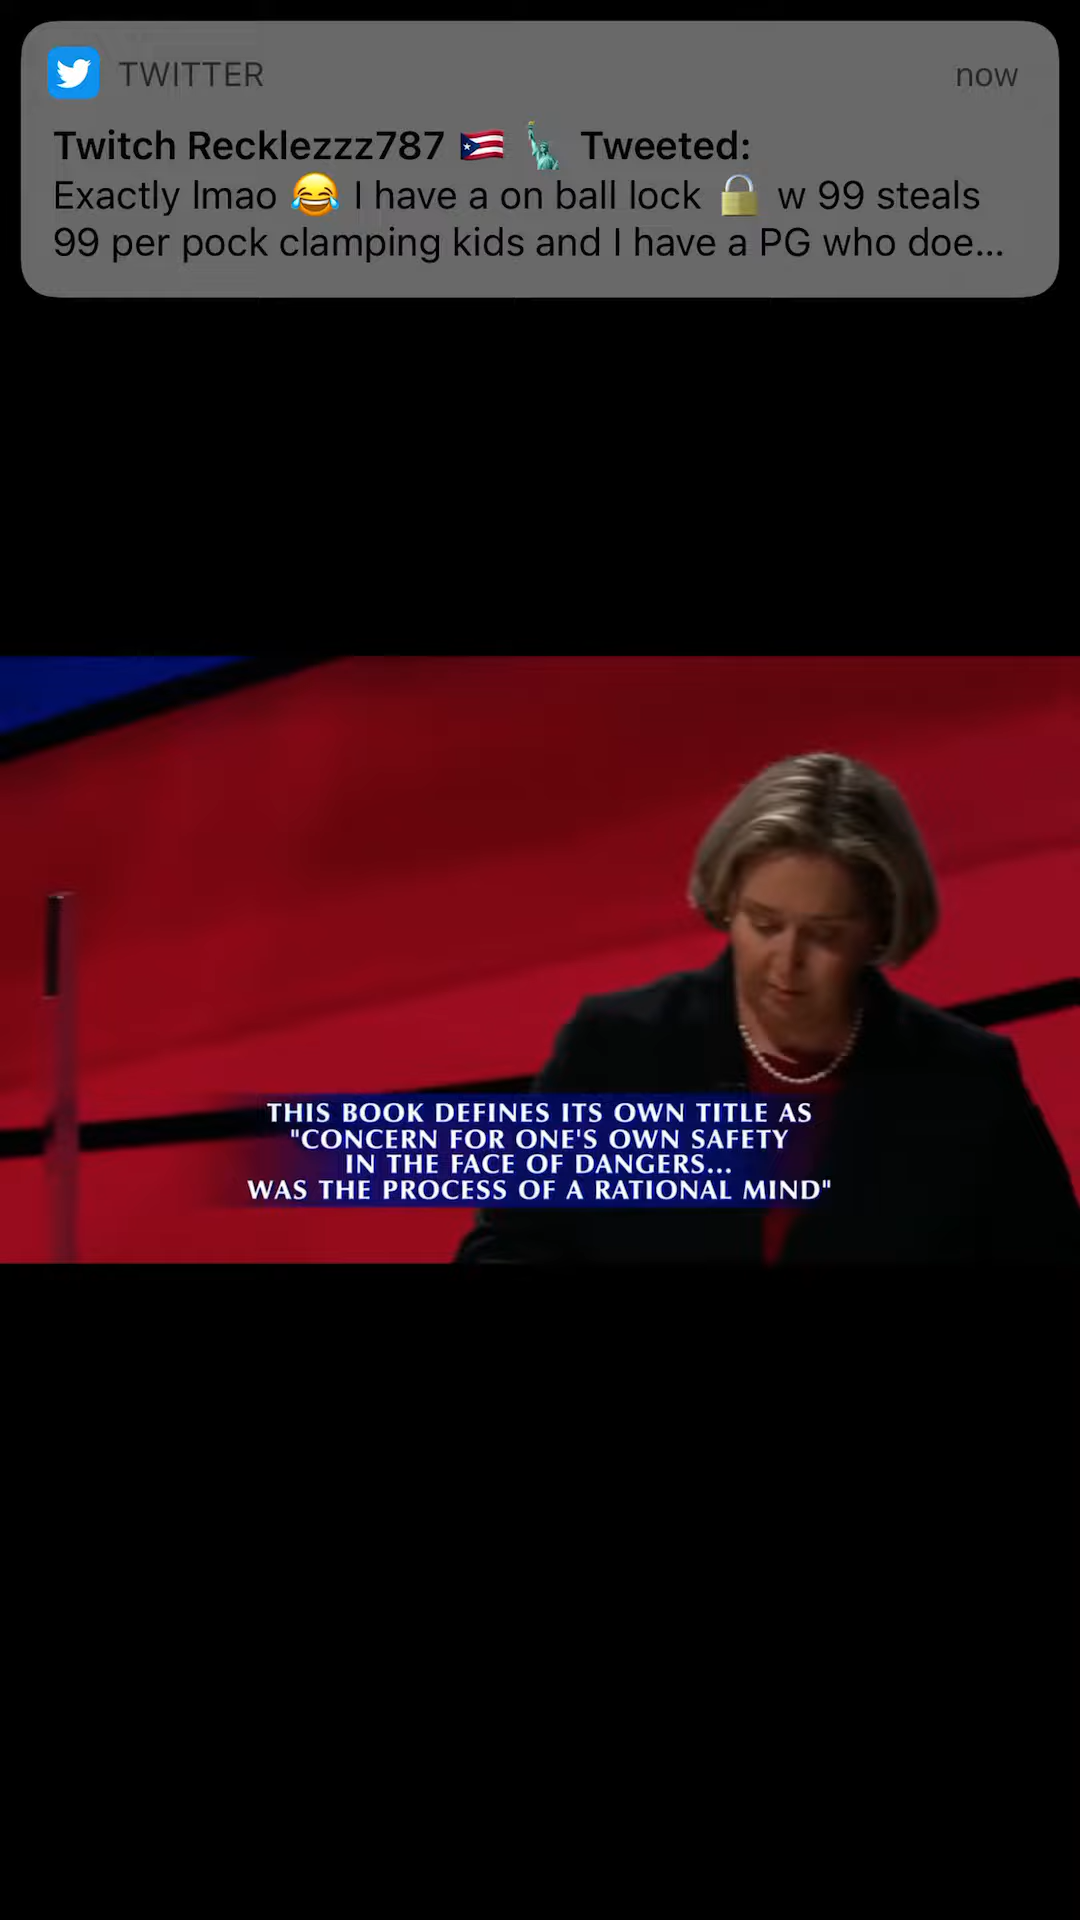 TWITTER now
Twitch Recklezzz787 🇵🇷 🗽 Tweeted:
Exactly lmao 😂 I have a on ball lock 🔒 w 99 steals
99 per pock clamping kids and I have a PG who doe...
THIS BOOK DEFINES ITS OWN TITLE AS
"CONCERN FOR ONE'S OWN SAFETY
IN THE FACE OF DANGERS...
WAS THE PROCESS OF A RATIONAL MIND"